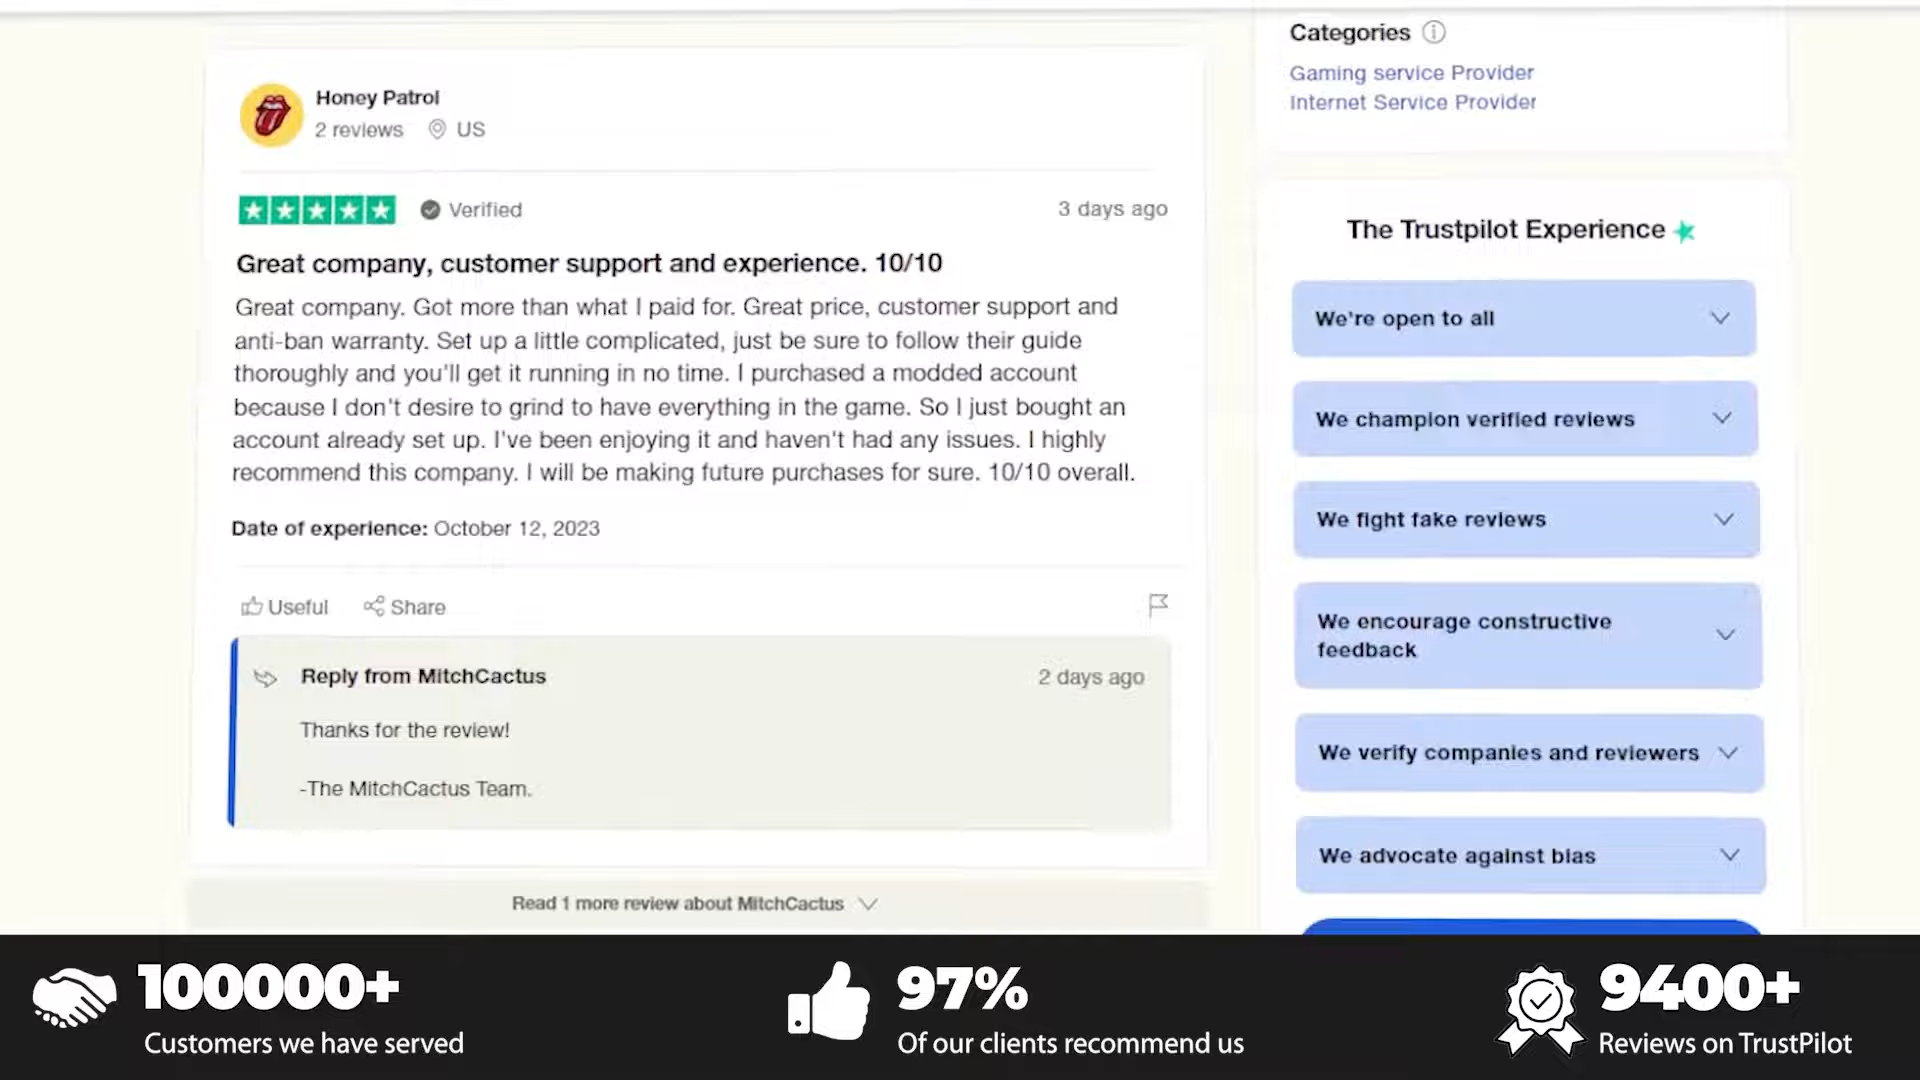 Categories
Gaming service Provider
Internet Service Provider
Honey Patrol
2 reviews US
Verified
3 days ago
Great company, customer support and experience. 10/10
Great company. Got more than what I paid for. Great price, customer support and
anti-ban warranty. Set up a little complicated, just be sure to follow their guide
thoroughly and you'll get it running in no time. I purchased a modded account
because I don't desire to grind to have everything in the game. So I just bought an
account already set up. I've been enjoying it and haven't had any issues. I highly
recommend this company. I will be making future purchases for sure. 10/10 overall.
Date of experience: October 12, 2023
Useful Share
Reply from MitchCactus
2 days ago
Thanks for the review!
-The MitchCactus Team.
Read 1 more review about MitchCactus
The Trustpilot Experience
We're open to all
We champion verified reviews
We fight fake reviews
We encourage constructive
feedback
We verify companies and reviewers
We advocate against bias
100000+
Customers we have served
97%
Of our clients recommend us
9400+
Reviews on TrustPilot